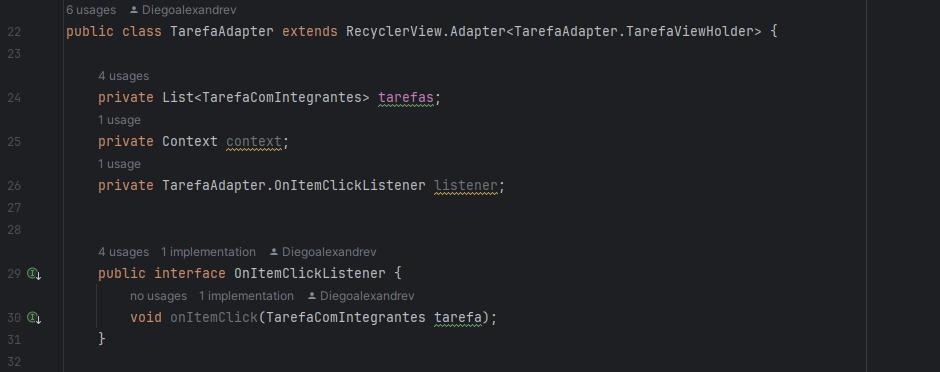 6 usages Diegoalexandrev
22 public class TarefaAdapter extends RecyclerView.Adapter<TarefaAdapter.TarefaViewHolder> {
23
4 usages
24 private List<TarefaComIntegrantes> tarefas;
1 usage
25 private Context context;
1 usage
26 private TarefaAdapter.OnItemClickListener listener;
27
28
4 usages 1 implementation Diegoalexandrev
29 public interface OnItemClickListener {
no usages 1 implementation Diegoalexandrev
30 void onItemClick(TarefaComIntegrantes tarefa);
31 }
32